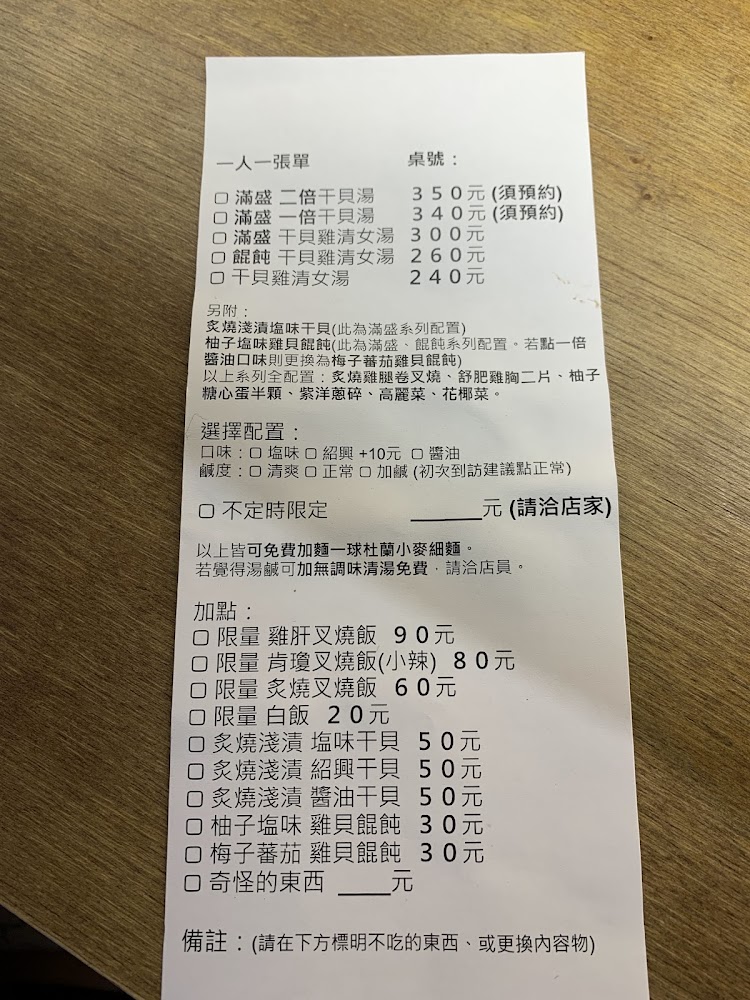 一人一張單 桌號：
□ 滿盛 二倍干貝湯 350元 (須預約)
□ 滿盛 一倍干貝湯 340元 (須預約)
□ 滿盛 干貝雞清女湯 300元
□ 餛飩 干貝雞清女湯 260元
□ 干貝雞清女湯 240元
另附：
炙燒淺漬塩味干貝(此為滿盛系列配置)
柚子塩味雞貝餛飩(此為滿盛、餛飩系列配置。若點一倍
醬油口味則更換為梅子蕃茄雞貝餛飩)
以上系列全配置：炙燒雞腿卷叉燒、舒肥雞胸二片、柚子
糖心蛋半顆、紫洋蔥碎、高麗菜、花椰菜。
選擇配置：
口味：□ 塩味 □ 紹興 +10元 □ 醬油
鹹度：□ 清爽 □ 正常 □ 加鹹 (初次到訪建議點正常)
□ 不定時限定 ______元 (請洽店家)
以上皆可免費加麵一球杜蘭小麥細麵。
若覺得湯鹹可加無調味清湯免費，請洽店員。
加點：
□ 限量 雞肝叉燒飯 90元
□ 限量 肯瓊叉燒飯(小辣) 80元
□ 限量 炙燒叉燒飯 60元
□ 限量 白飯 20元
□ 炙燒淺漬 塩味干貝 50元
□ 炙燒淺漬 紹興干貝 50元
□ 炙燒淺漬 醬油干貝 50元
□ 柚子塩味 雞貝餛飩 30元
□ 梅子蕃茄 雞貝餛飩 30元
□ 奇怪的東西 ____元
備註：(請在下方標明不吃的東西、或更換內容物)